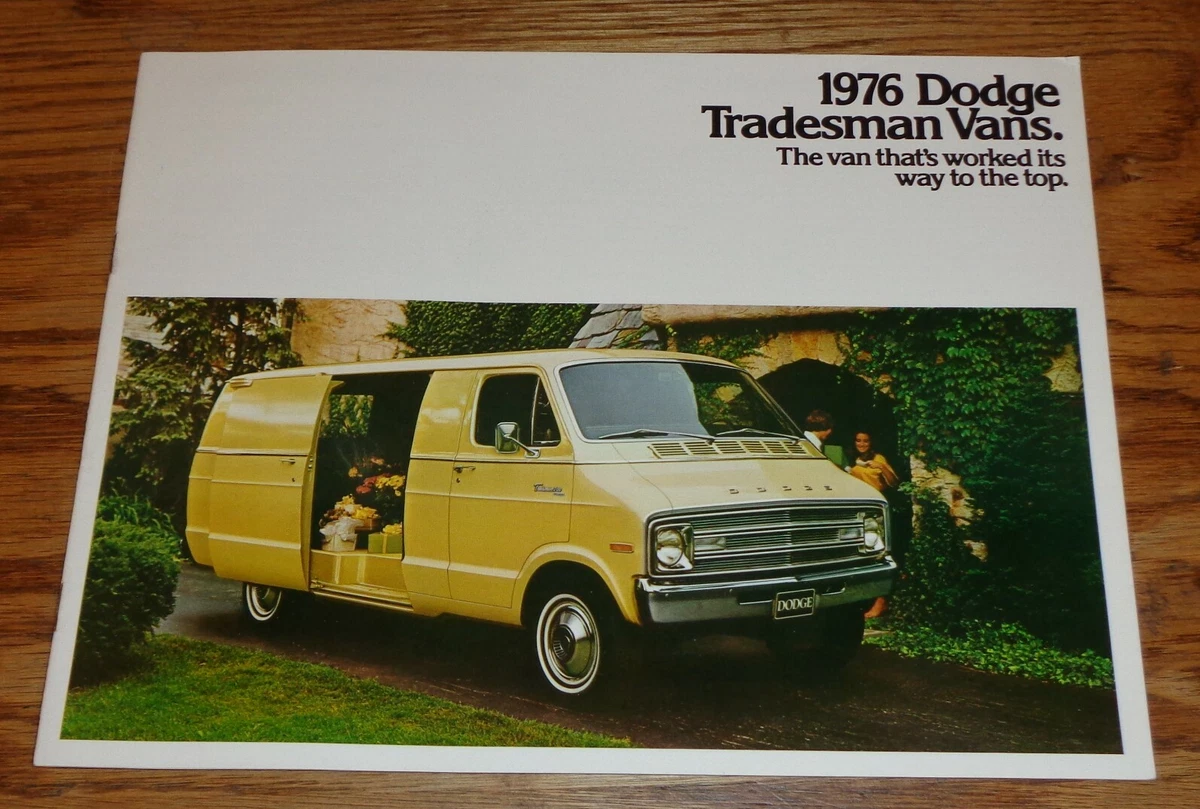 1976 Dodge
Tradesman Vans.
The van that's worked its
way to the top.
DODGE
DODGE